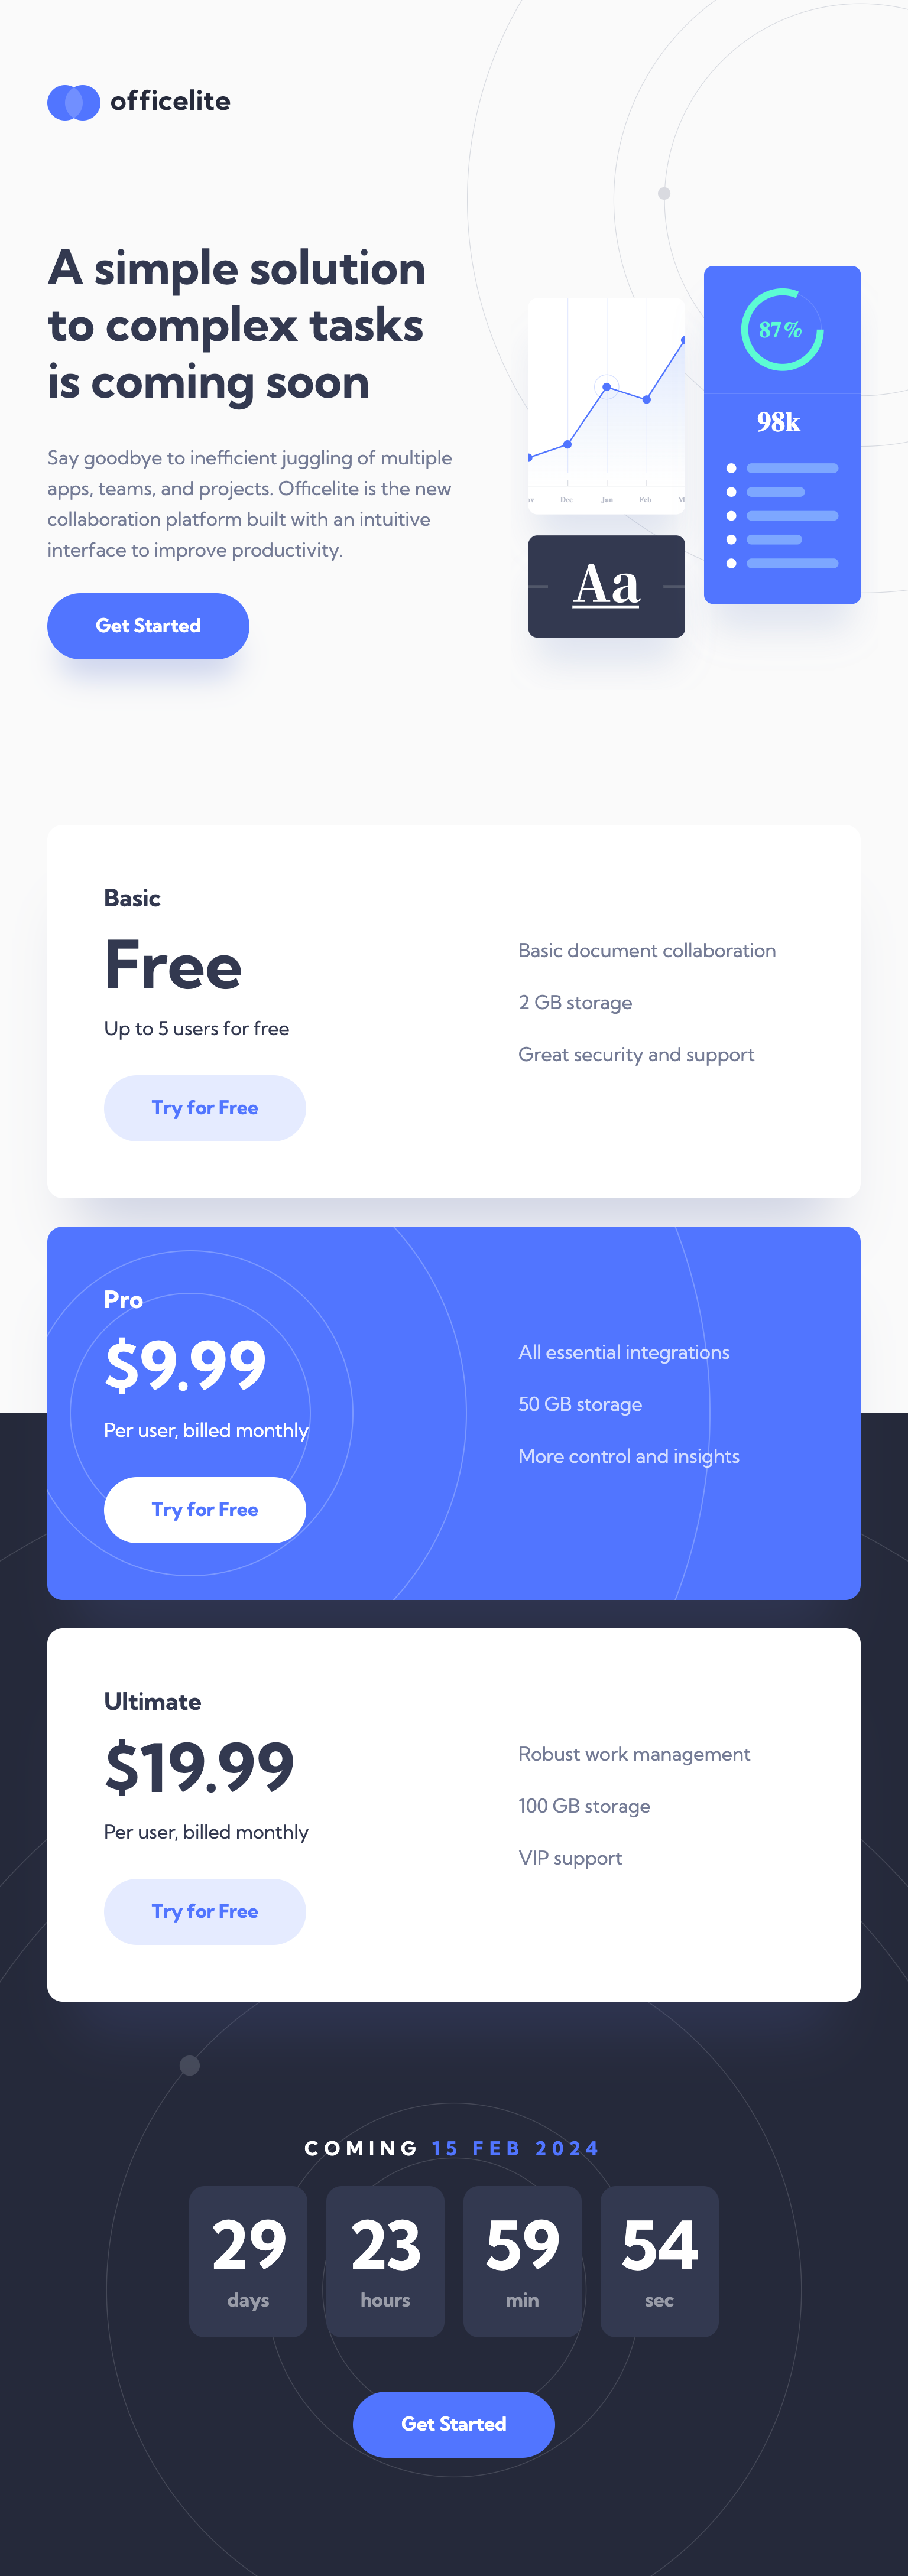 officelite
A simple solution
to complex tasks
is coming soon
Say goodbye to inefficient juggling of multiple
apps, teams, and projects. Officelite is the new
collaboration platform built with an intuitive
interface to improve productivity.
Get Started
87%
98k
Dec Jan Feb
Aa
Basic
Free
Up to 5 users for free
Try for Free
Basic document collaboration
2 GB storage
Great security and support
Pro
$9.99
Per user, billed monthly
Try for Free
All essential integrations
50 GB storage
More control and insights
Ultimate
$19.99
Per user, billed monthly
Try for Free
Robust work management
100 GB storage
VIP support
COMING 15 FEB 2024
29 23 59 54
days hours min sec
Get Started